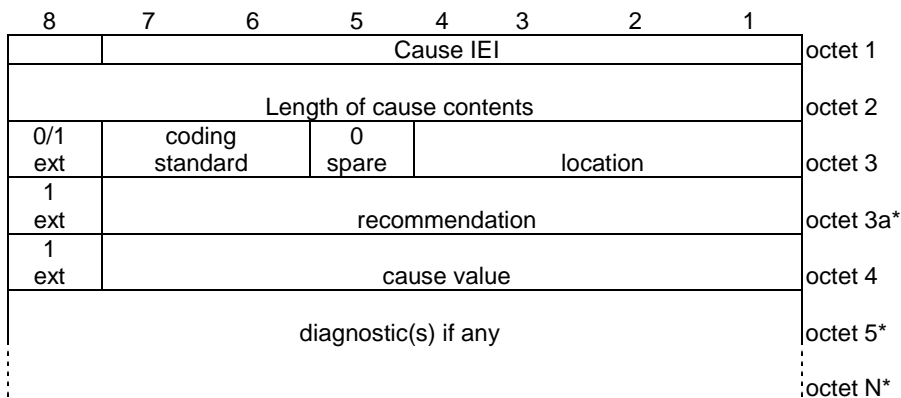 8 7 6 5 4 3 2 1
Cause IEI octet 1
Length of cause contents octet 2
0/1 coding 0
ext standard spare location octet 3
1
ext recommendation octet 3a*
1
ext cause value octet 4
diagnostic(s) if any octet 5*
octet N*